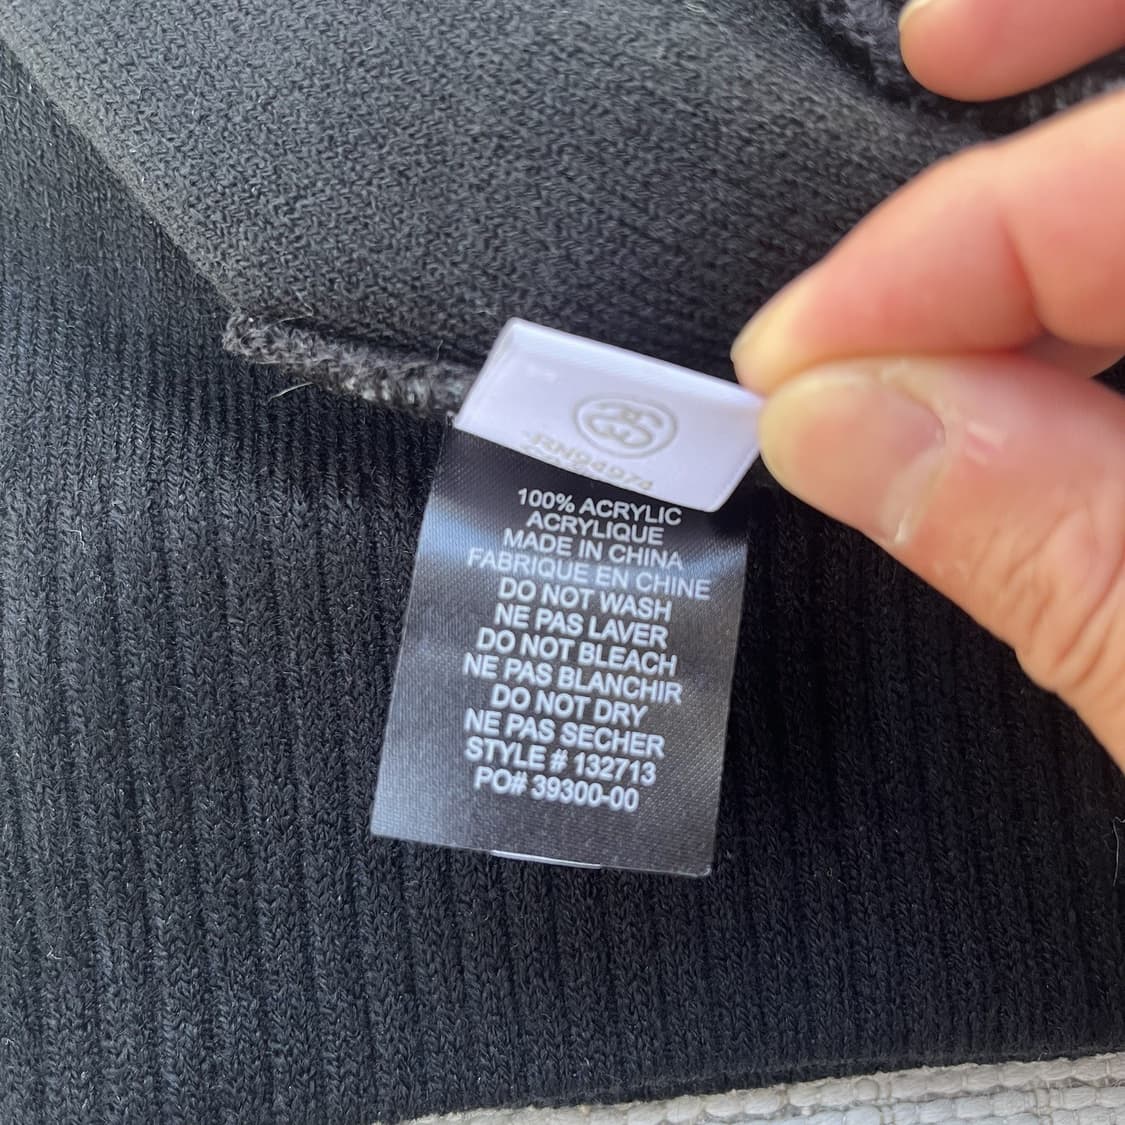 RN94974
100% ACRYLIC
ACRYLIQUE
MADE IN CHINA
FABRIQUE EN CHINE
DO NOT WASH
NE PAS LAVER
DO NOT BLEACH
NE PAS BLANCHIR
DO NOT DRY
NE PAS SECHER
STYLE # 132713
PO# 39300-00